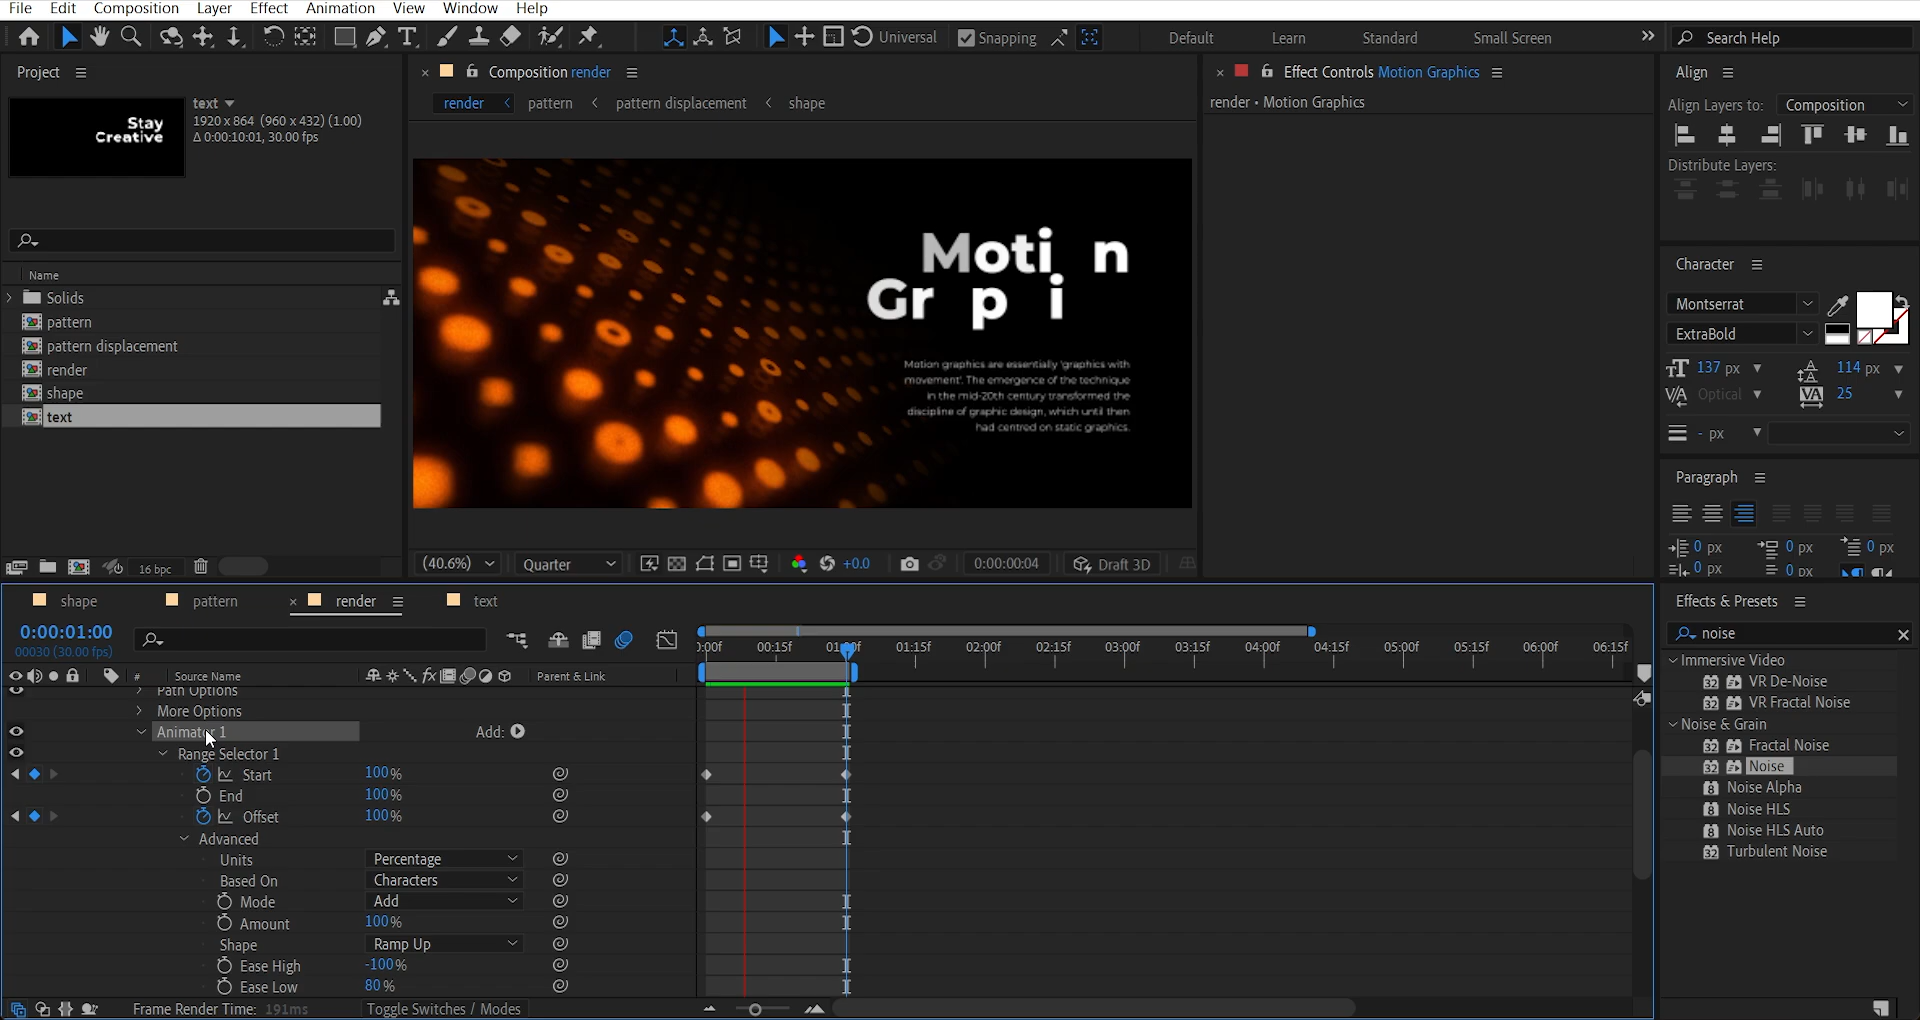 File Edit Composition Layer Effect Animation View Window Help
Universal Snapping Default Learn Standard Small Screen Search Help
Project
text
1920 x 864 (960 x 432) (1.00)
Δ 0:00:10:01, 30.00 fps
Stay
Creative
Name
Solids
pattern
pattern displacement
render
shape
text
16 bpc
Composition render
render pattern pattern displacement shape
Moti n
Gr p i
Motion graphics are essentially 'graphics with
movement'. The emergence of the technique
in the mid-20th century transformed the
discipline of graphic design, which until then
had centred on static graphics.
(40.6%) Quarter +0.0 0:00:00:04 Draft 3D
Effect Controls Motion Graphics
render • Motion Graphics
Align
Align Layers to: Composition
Distribute Layers:
Character
Montserrat
ExtraBold
137 px 114 px
Optical 25
- px
Paragraph
0 px 0 px 0 px
0 px 0 px
shape pattern render text
0:00:01:00
00030 (30.00 fps)
# Source Name Parent & Link
:00f 00:15f 01:00f 01:15f 02:00f 02:15f 03:00f 03:15f 04:00f 04:15f 05:00f 05:15f 06:00f 06:15f
Path Options
More Options
Animator 1 Add:
Range Selector 1
Start 100%
End 100%
Offset 100%
Advanced
Units Percentage
Based On Characters
Mode Add
Amount 100%
Shape Ramp Up
Ease High -100%
Ease Low 80%
Frame Render Time: 191ms Toggle Switches / Modes
Effects & Presets
noise
Immersive Video
VR De-Noise
VR Fractal Noise
Noise & Grain
Fractal Noise
Noise
Noise Alpha
Noise HLS
Noise HLS Auto
Turbulent Noise